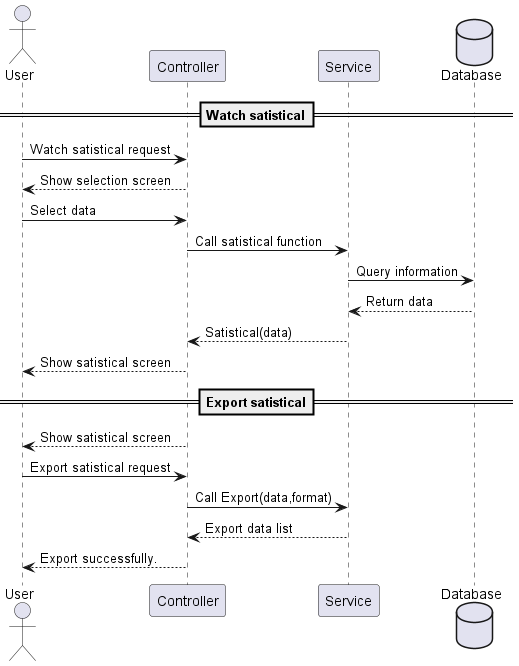 User
Controller
Service
Database
Watch satistical
Watch satistical request
Show selection screen
Select data
Call satistical function
Query information
Return data
Satistical(data)
Show satistical screen
Export satistical
Show satistical screen
Export satistical request
Call Export(data,format)
Export data list
Export successfully.
User
Controller
Service
Database